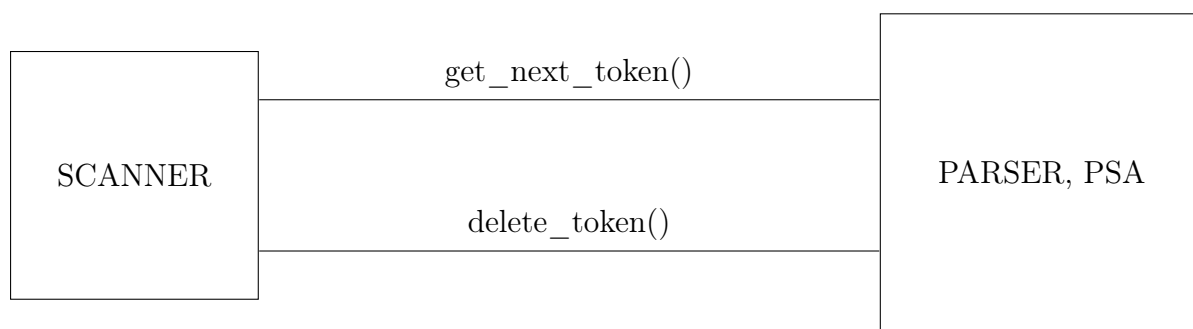 get_next_token()
SCANNER
PARSER, PSA
delete_token()